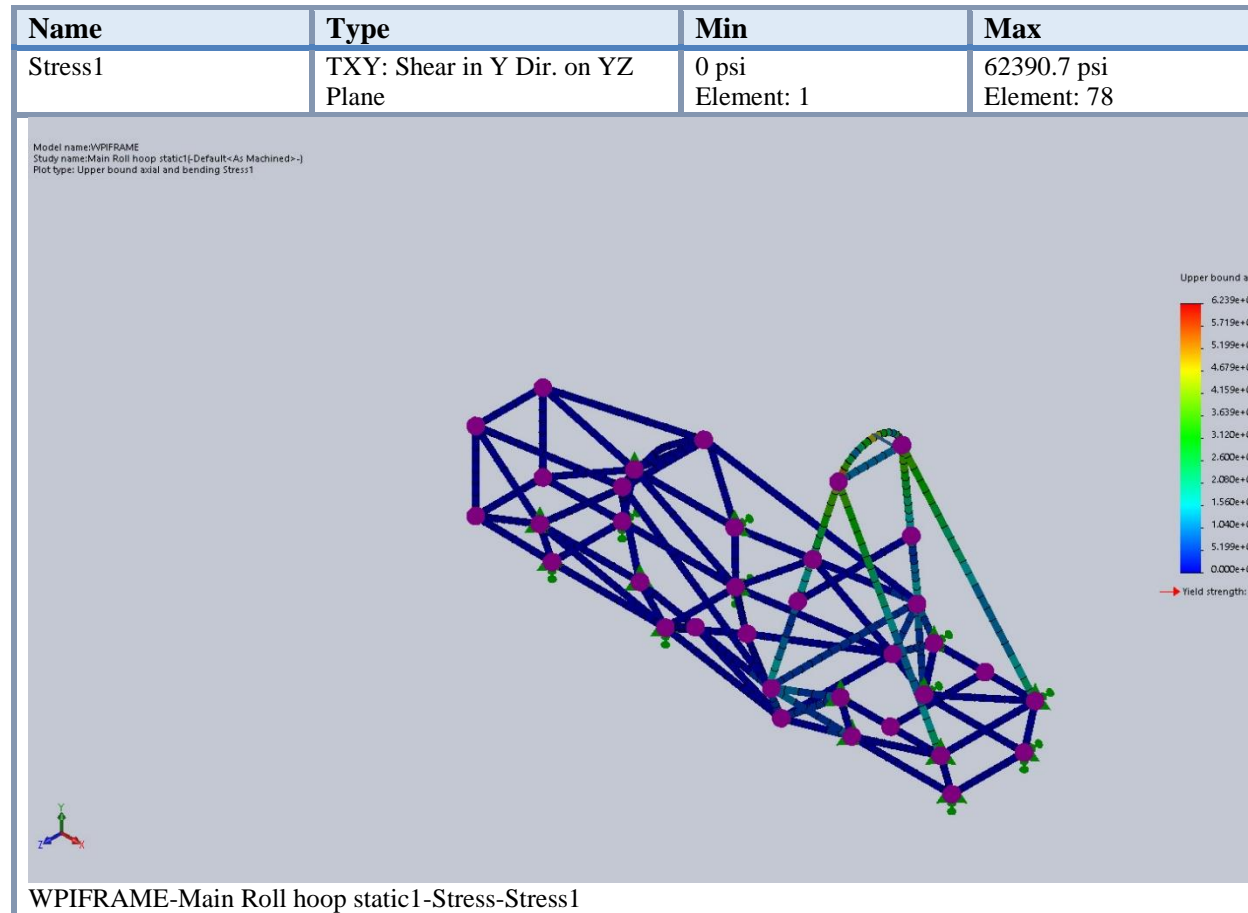 Name Type Min Max
Stress1 TXY: Shear in Y Dir. on YZ Plane 0 psi Element: 1 62390.7 psi Element: 78
Model name:WPIFRAME
Study name:Main Roll hoop static1(-Default<As Machined>-)
Plot type: Upper bound axial and bending Stress1
Upper bound a
6.239e+0
5.719e+0
5.199e+0
4.679e+0
4.159e+0
3.639e+0
3.120e+0
2.600e+0
2.080e+0
1.560e+0
1.040e+0
5.199e+0
0.000e+0
Yield strength:
Y
Z
X
WPIFRAME-Main Roll hoop static1-Stress-Stress1